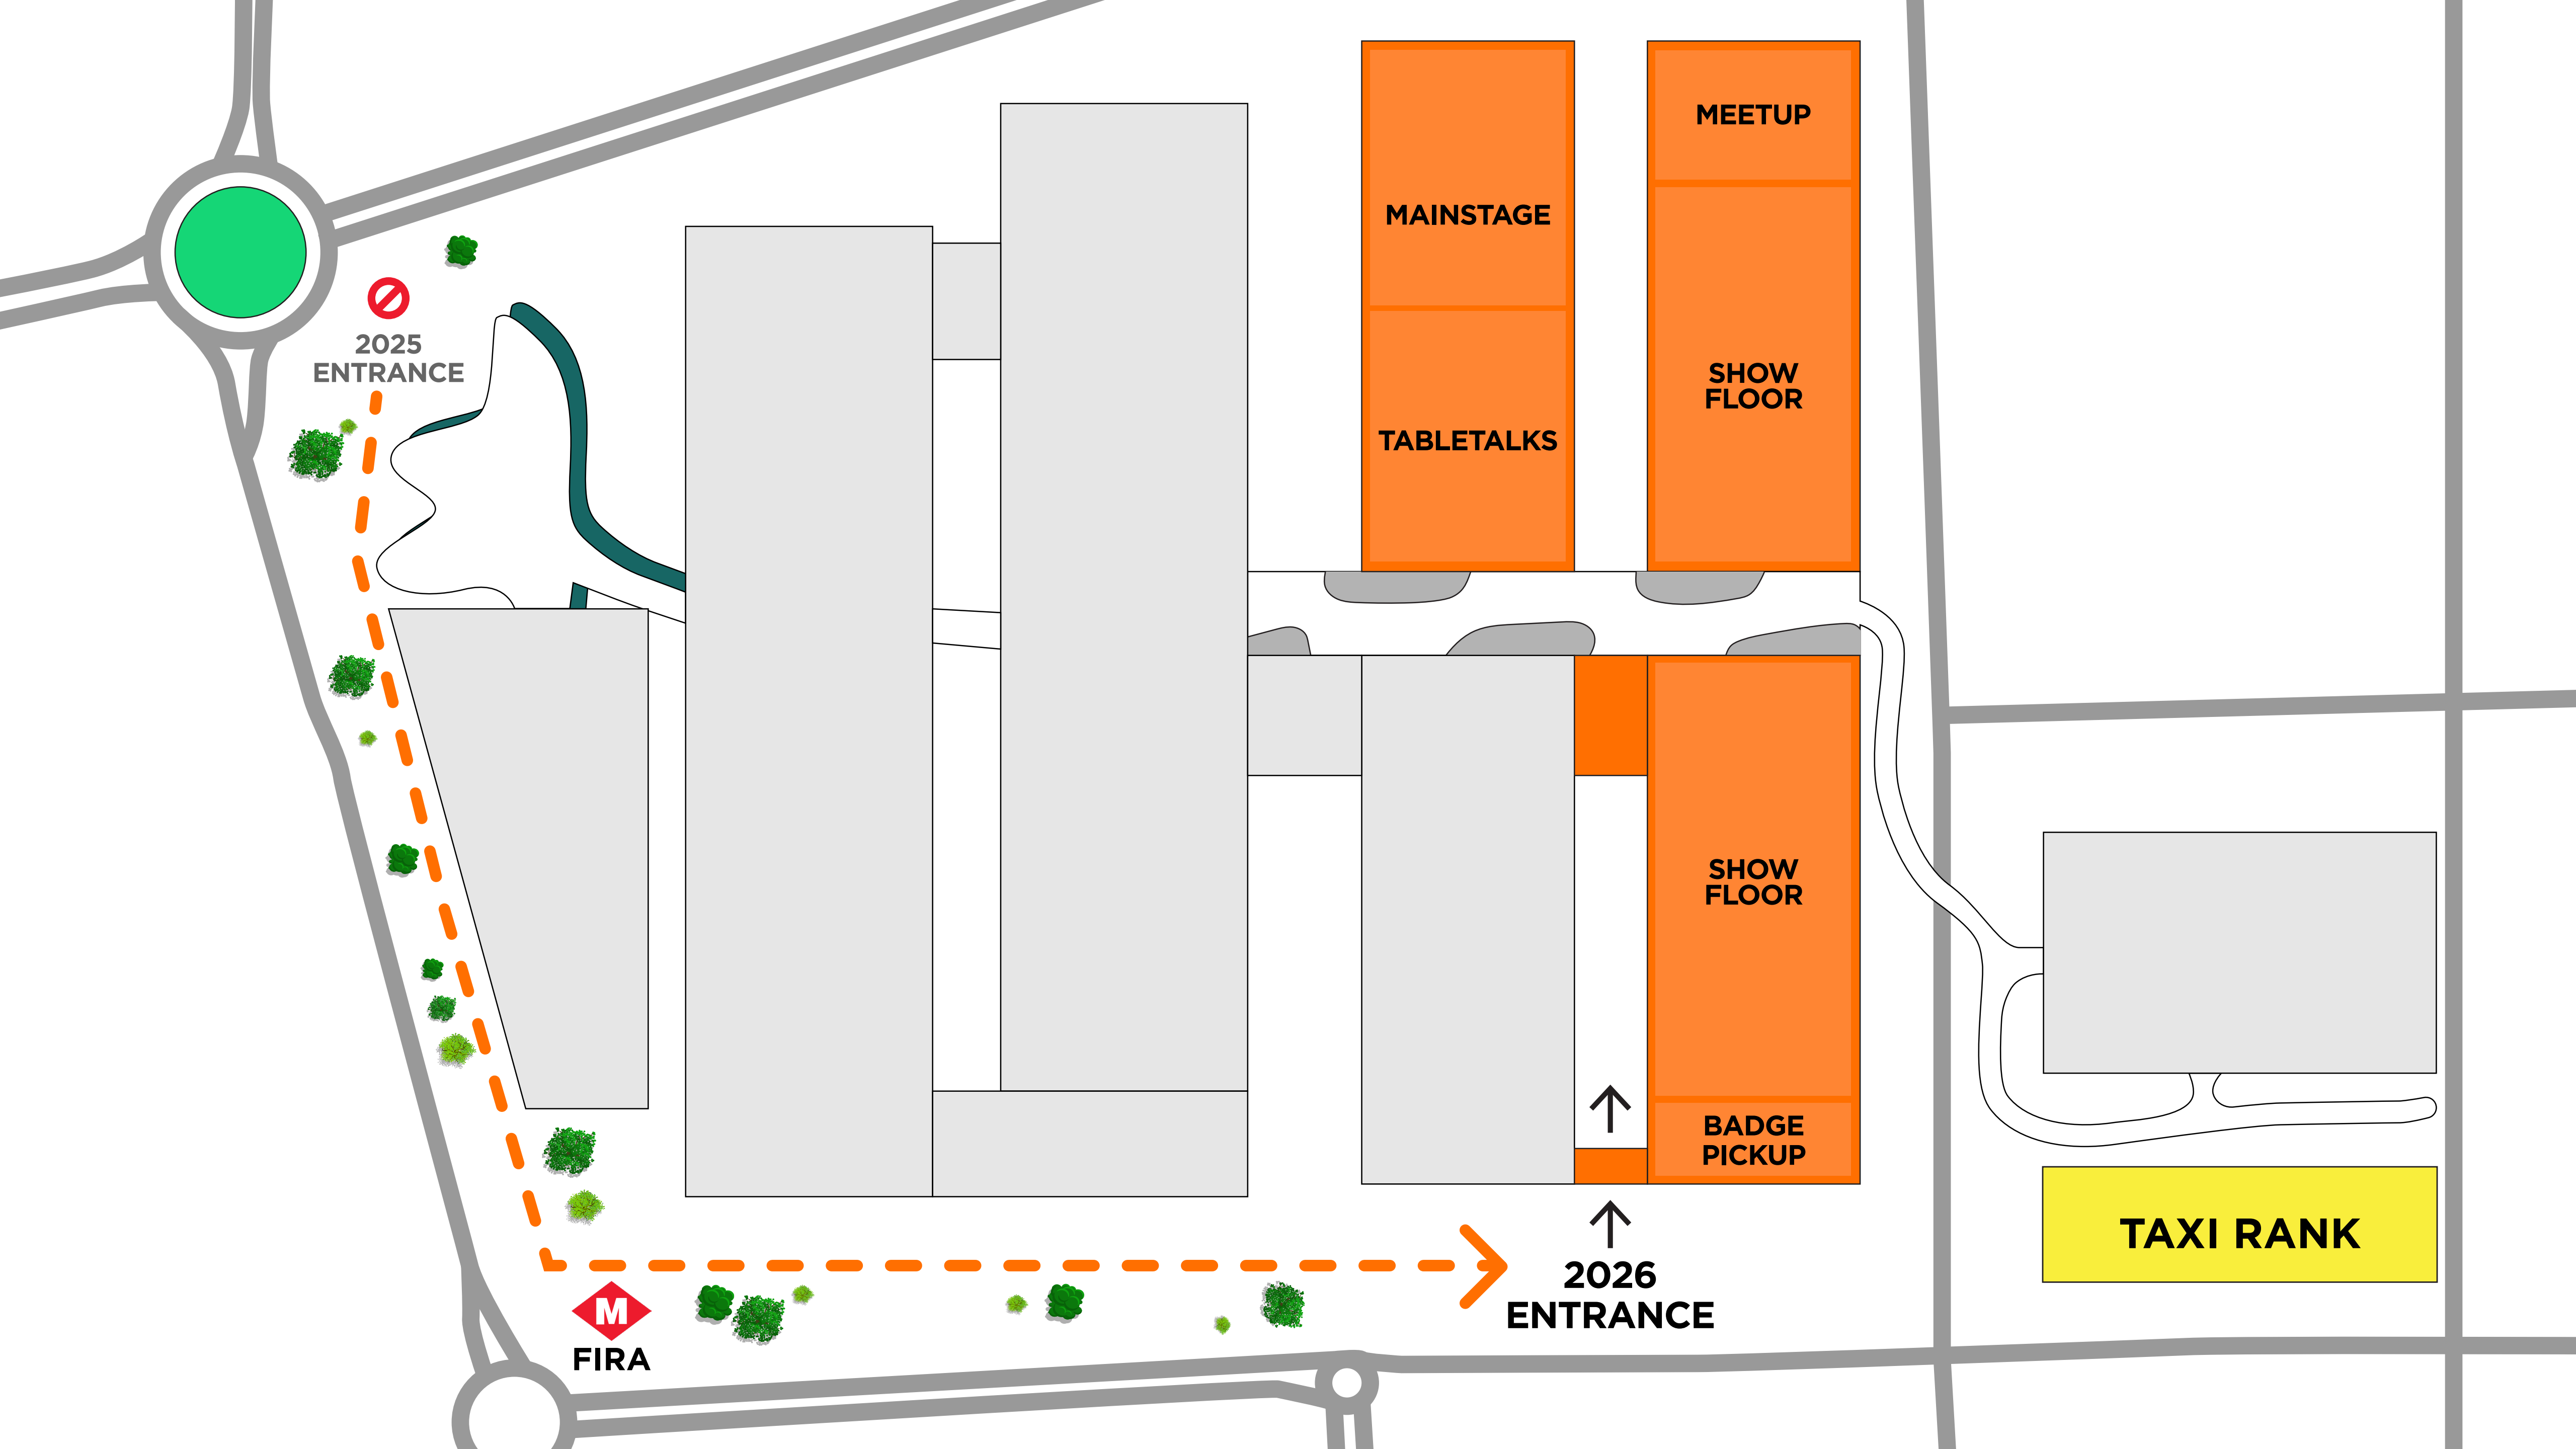 MEETUP
MAINSTAGE
SHOW
FLOOR
TABLETALKS
2025
ENTRANCE
SHOW
FLOOR
BADGE
PICKUP
TAXI RANK
2026
ENTRANCE
M
FIRA